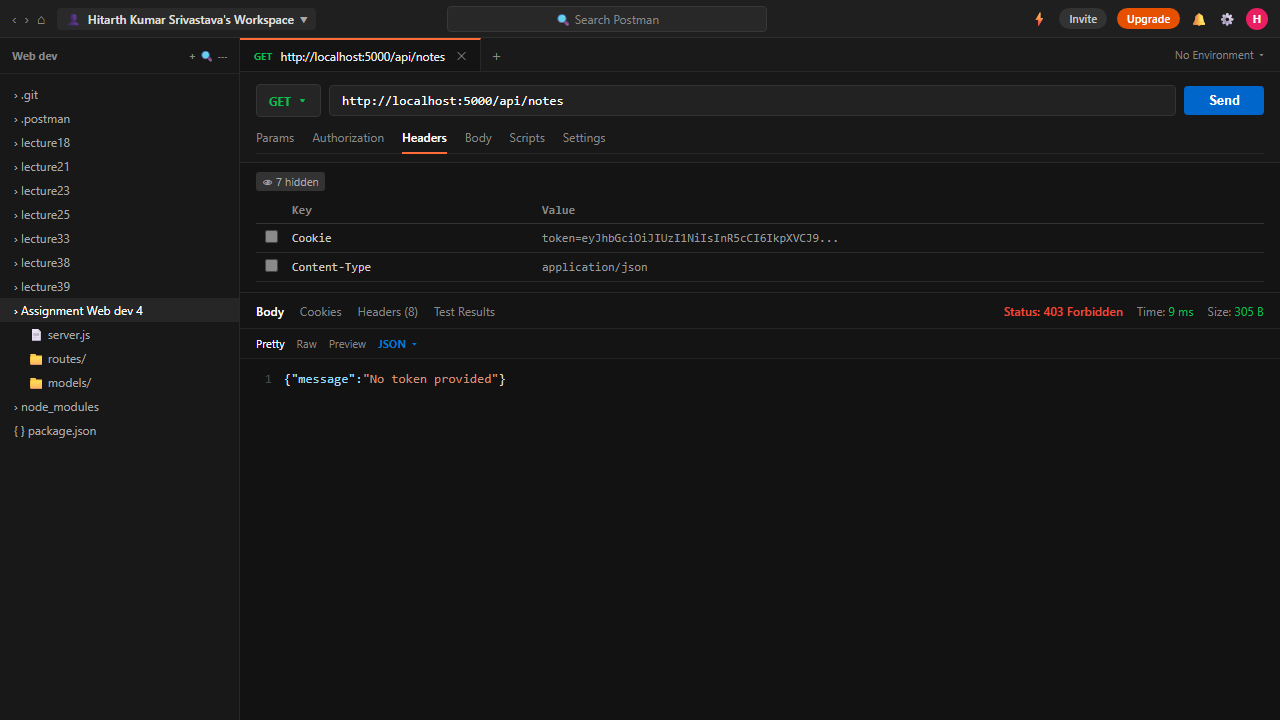 ‹ › ⌂ 👤 Hitarth Kumar Srivastava's Workspace ▾ 🔍 Search Postman ⚡ Invite Upgrade 🔔 ⚙ H
Web dev + 🔍 ⋯
GET http://localhost:5000/api/notes ✕ +
No Environment ▾
› .git
› .postman
› lecture18
› lecture21
› lecture23
› lecture25
› lecture33
› lecture38
› lecture39
› Assignment Web dev 4
server.js
routes/
models/
› node_modules
{ } package.json
GET ▾ http://localhost:5000/api/notes Send
Params Authorization Headers Body Scripts Settings
👁 7 hidden
Key Value
Cookie token=eyJhbGciOiJIUzI1NiIsInR5cCI6IkpXVCJ9...
Content-Type application/json
Body Cookies Headers (8) Test Results Status: 403 Forbidden Time: 9 ms Size: 305 B
Pretty Raw Preview JSON ▾
1 {"message":"No token provided"}